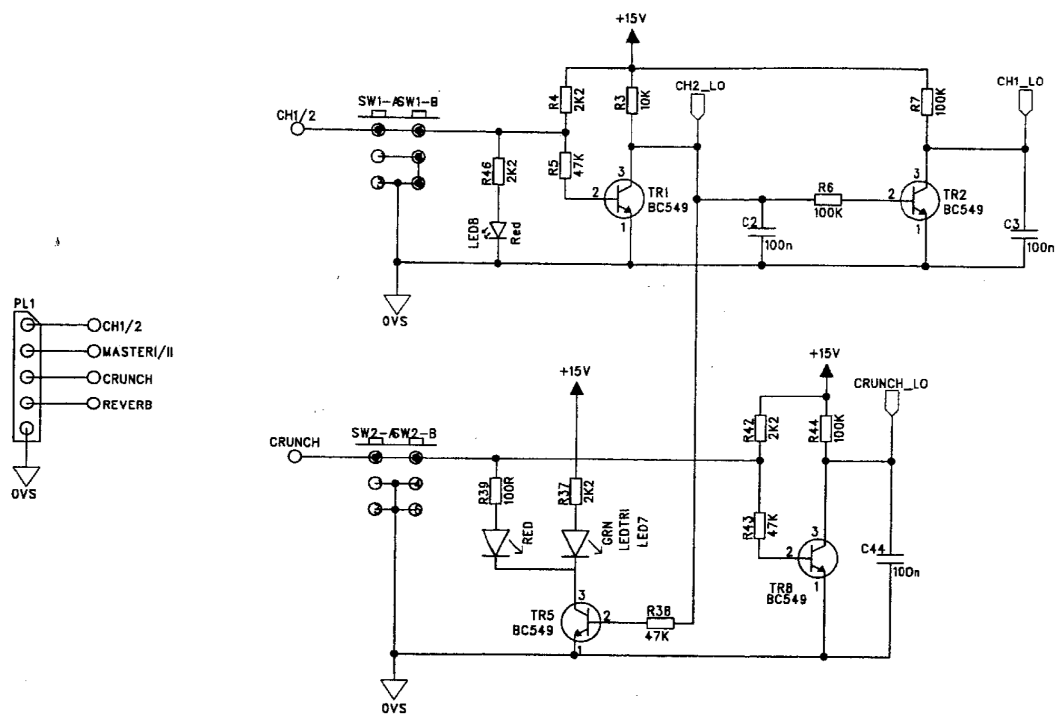 +15V
CH2_LO
CH1_LO
SW1-A SW1-B
R4
2K2
R3
10K
R7
100K
CH1/2
R46
2K2
R5
47K
3
2
1
TR1
BC549
R6
100K
3
2
1
TR2
BC549
C2
100n
C3
100n
LED8
Red
0VS
PL1
CH1/2
MASTERI/II
CRUNCH
REVERB
0VS
+15V
+15V
CRUNCH_LO
SW2-A SW2-B
CRUNCH
R42
2K2
R44
100K
R39
100R
R37
2K2
R43
47K
RED
GRN
LEDTRI
LED7
3
2
1
TR8
BC549
C44
100n
TR5
BC549
3
2
1
R38
47K
0VS